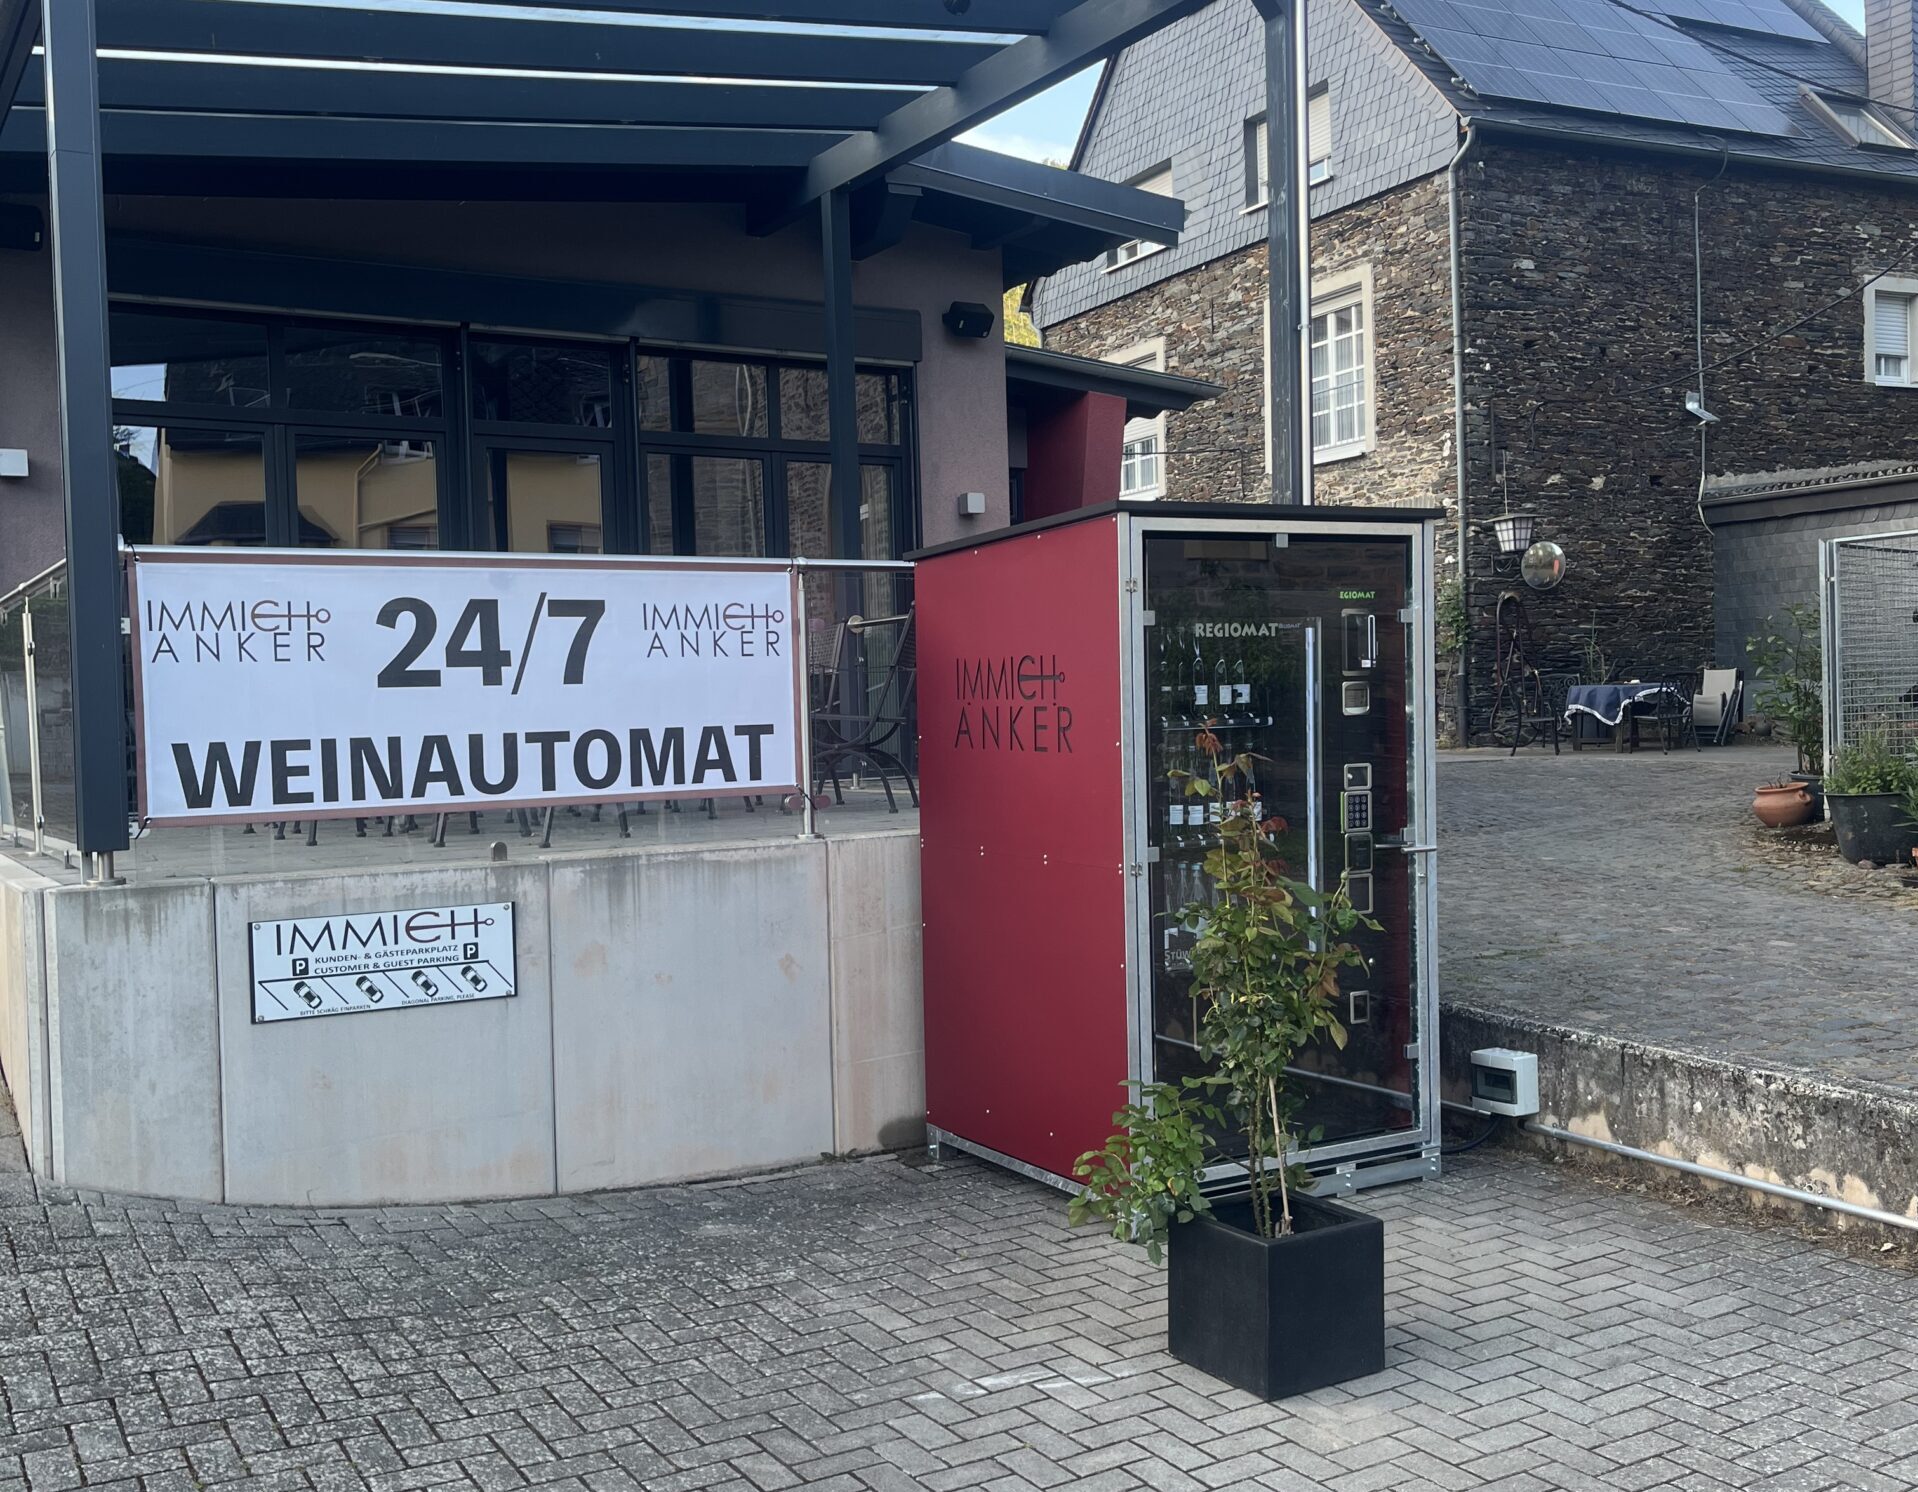 IMMICH
ANKER
24/7
IMMICH
ANKER
WEINAUTOMAT
IMMICH
ANKER
REGIOMAT
EGIOMAT
IMMICH
P KUNDEN- & GÄSTEPARKPLATZ P
CUSTOMER & GUEST PARKING
BITTE SCHRÄG EINPARKEN
DIAGONAL PARKING, PLEASE